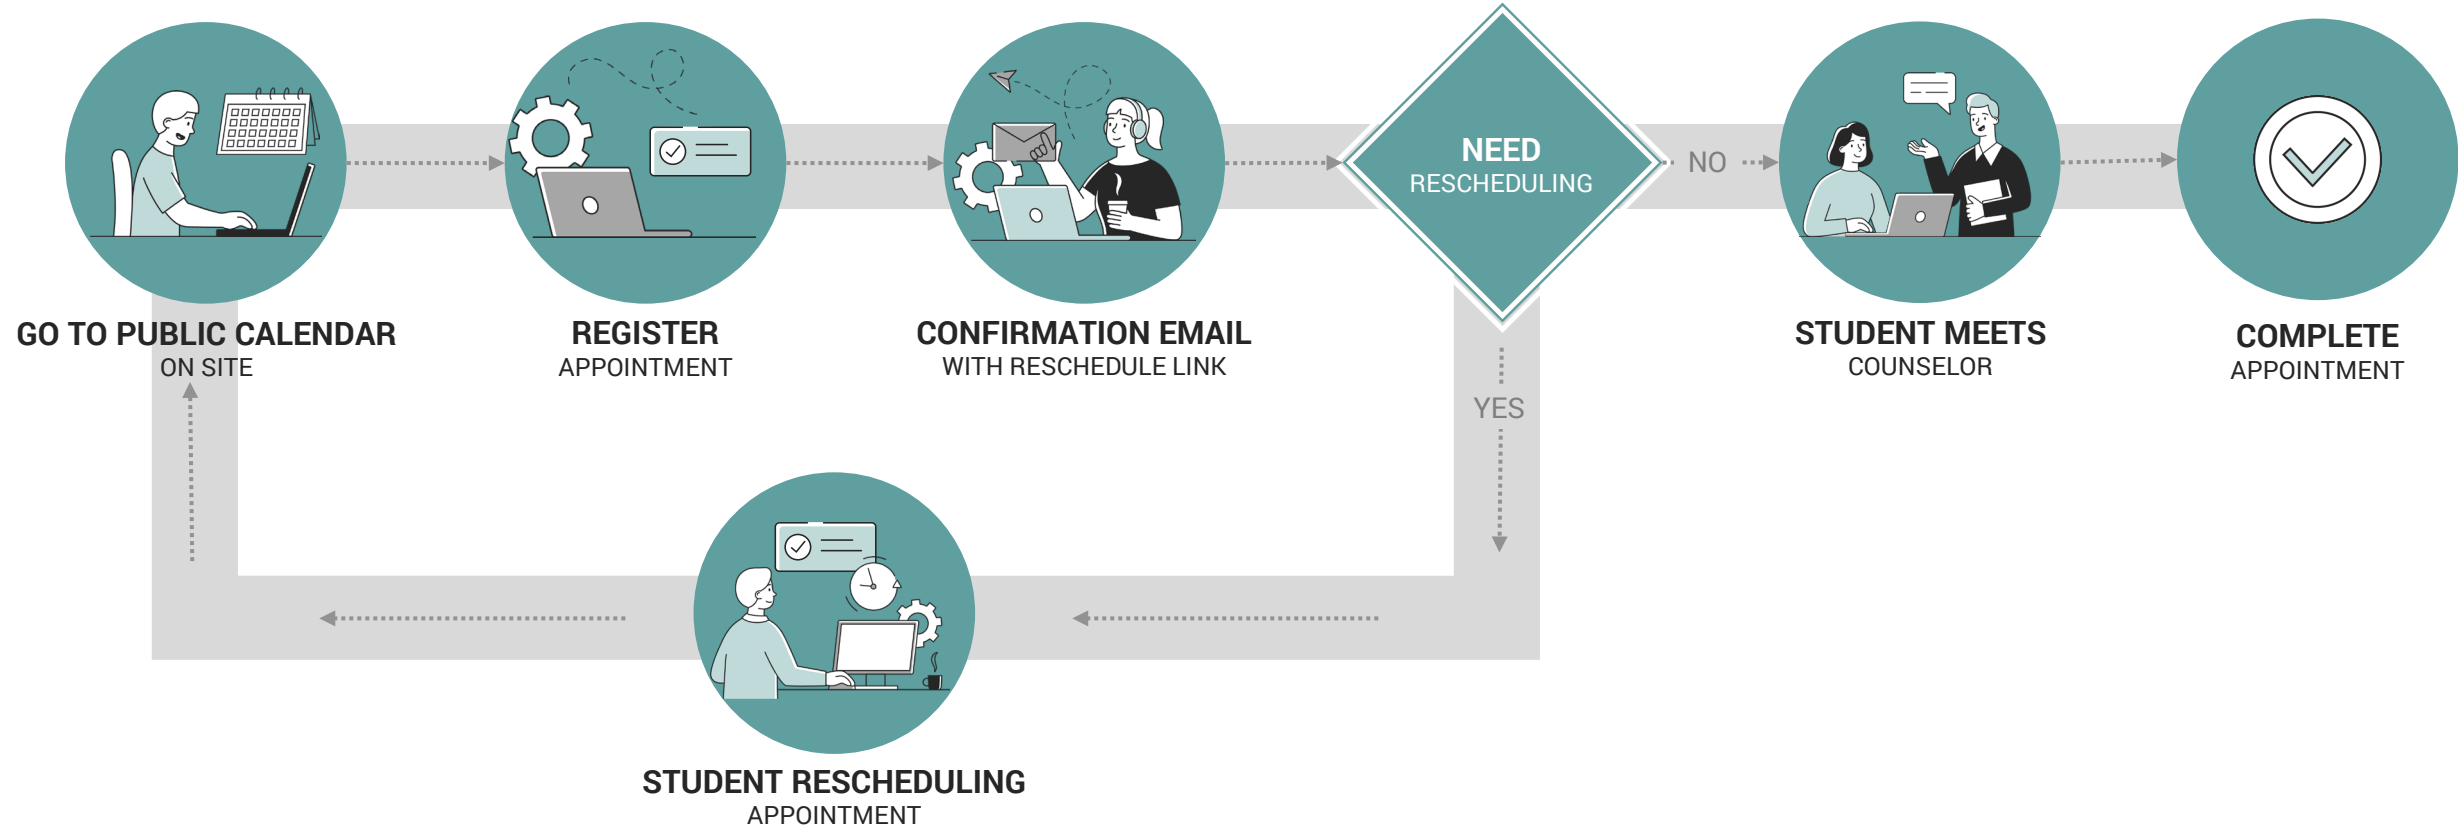 NEED
RESCHEDULING
NO
GO TO PUBLIC CALENDAR
ON SITE
REGISTER
APPOINTMENT
CONFIRMATION EMAIL
WITH RESCHEDULE LINK
STUDENT MEETS
COUNSELOR
COMPLETE
APPOINTMENT
YES
STUDENT RESCHEDULING
APPOINTMENT